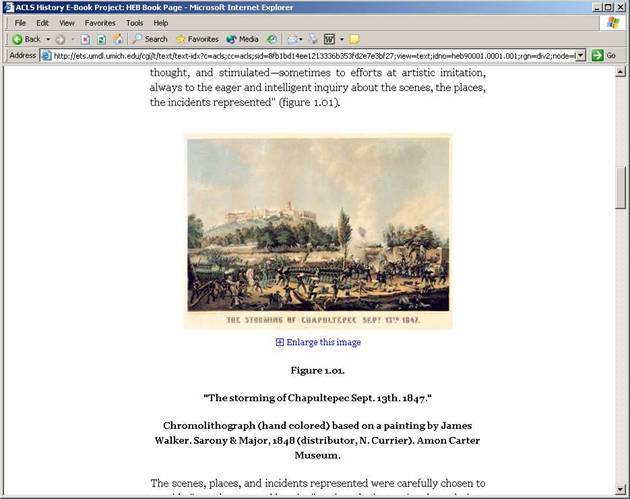 ACLS History E-Book Project: HEB Book Page - Microsoft Internet Explorer
File Edit View Favorites Tools Help
Back Search Favorites Media
Address http://ets.umdl.umich.edu/cgi/t/text/text-idx?c=acls;cc=acls;sid=8fb1bd14ee1213336b353fd2e7e3bf27;view=text;idno=heb90001.0001.001;rgn=div2;node= Go
thought, and stimulated—sometimes to efforts at artistic imitation,
always to the eager and intelligent inquiry about the scenes, the places,
the incidents represented" (figure 1.01).
THE STORMING OF CHAPULTEPEC SEPT 13TH 1847.
Enlarge this image
Figure 1.01.
"The storming of Chapultepec Sept. 13th. 1847."
Chromolithograph (hand colored) based on a painting by James
Walker. Sarony & Major, 1848 (distributor, N. Currier). Amon Carter
Museum.
The scenes, places, and incidents represented were carefully chosen to